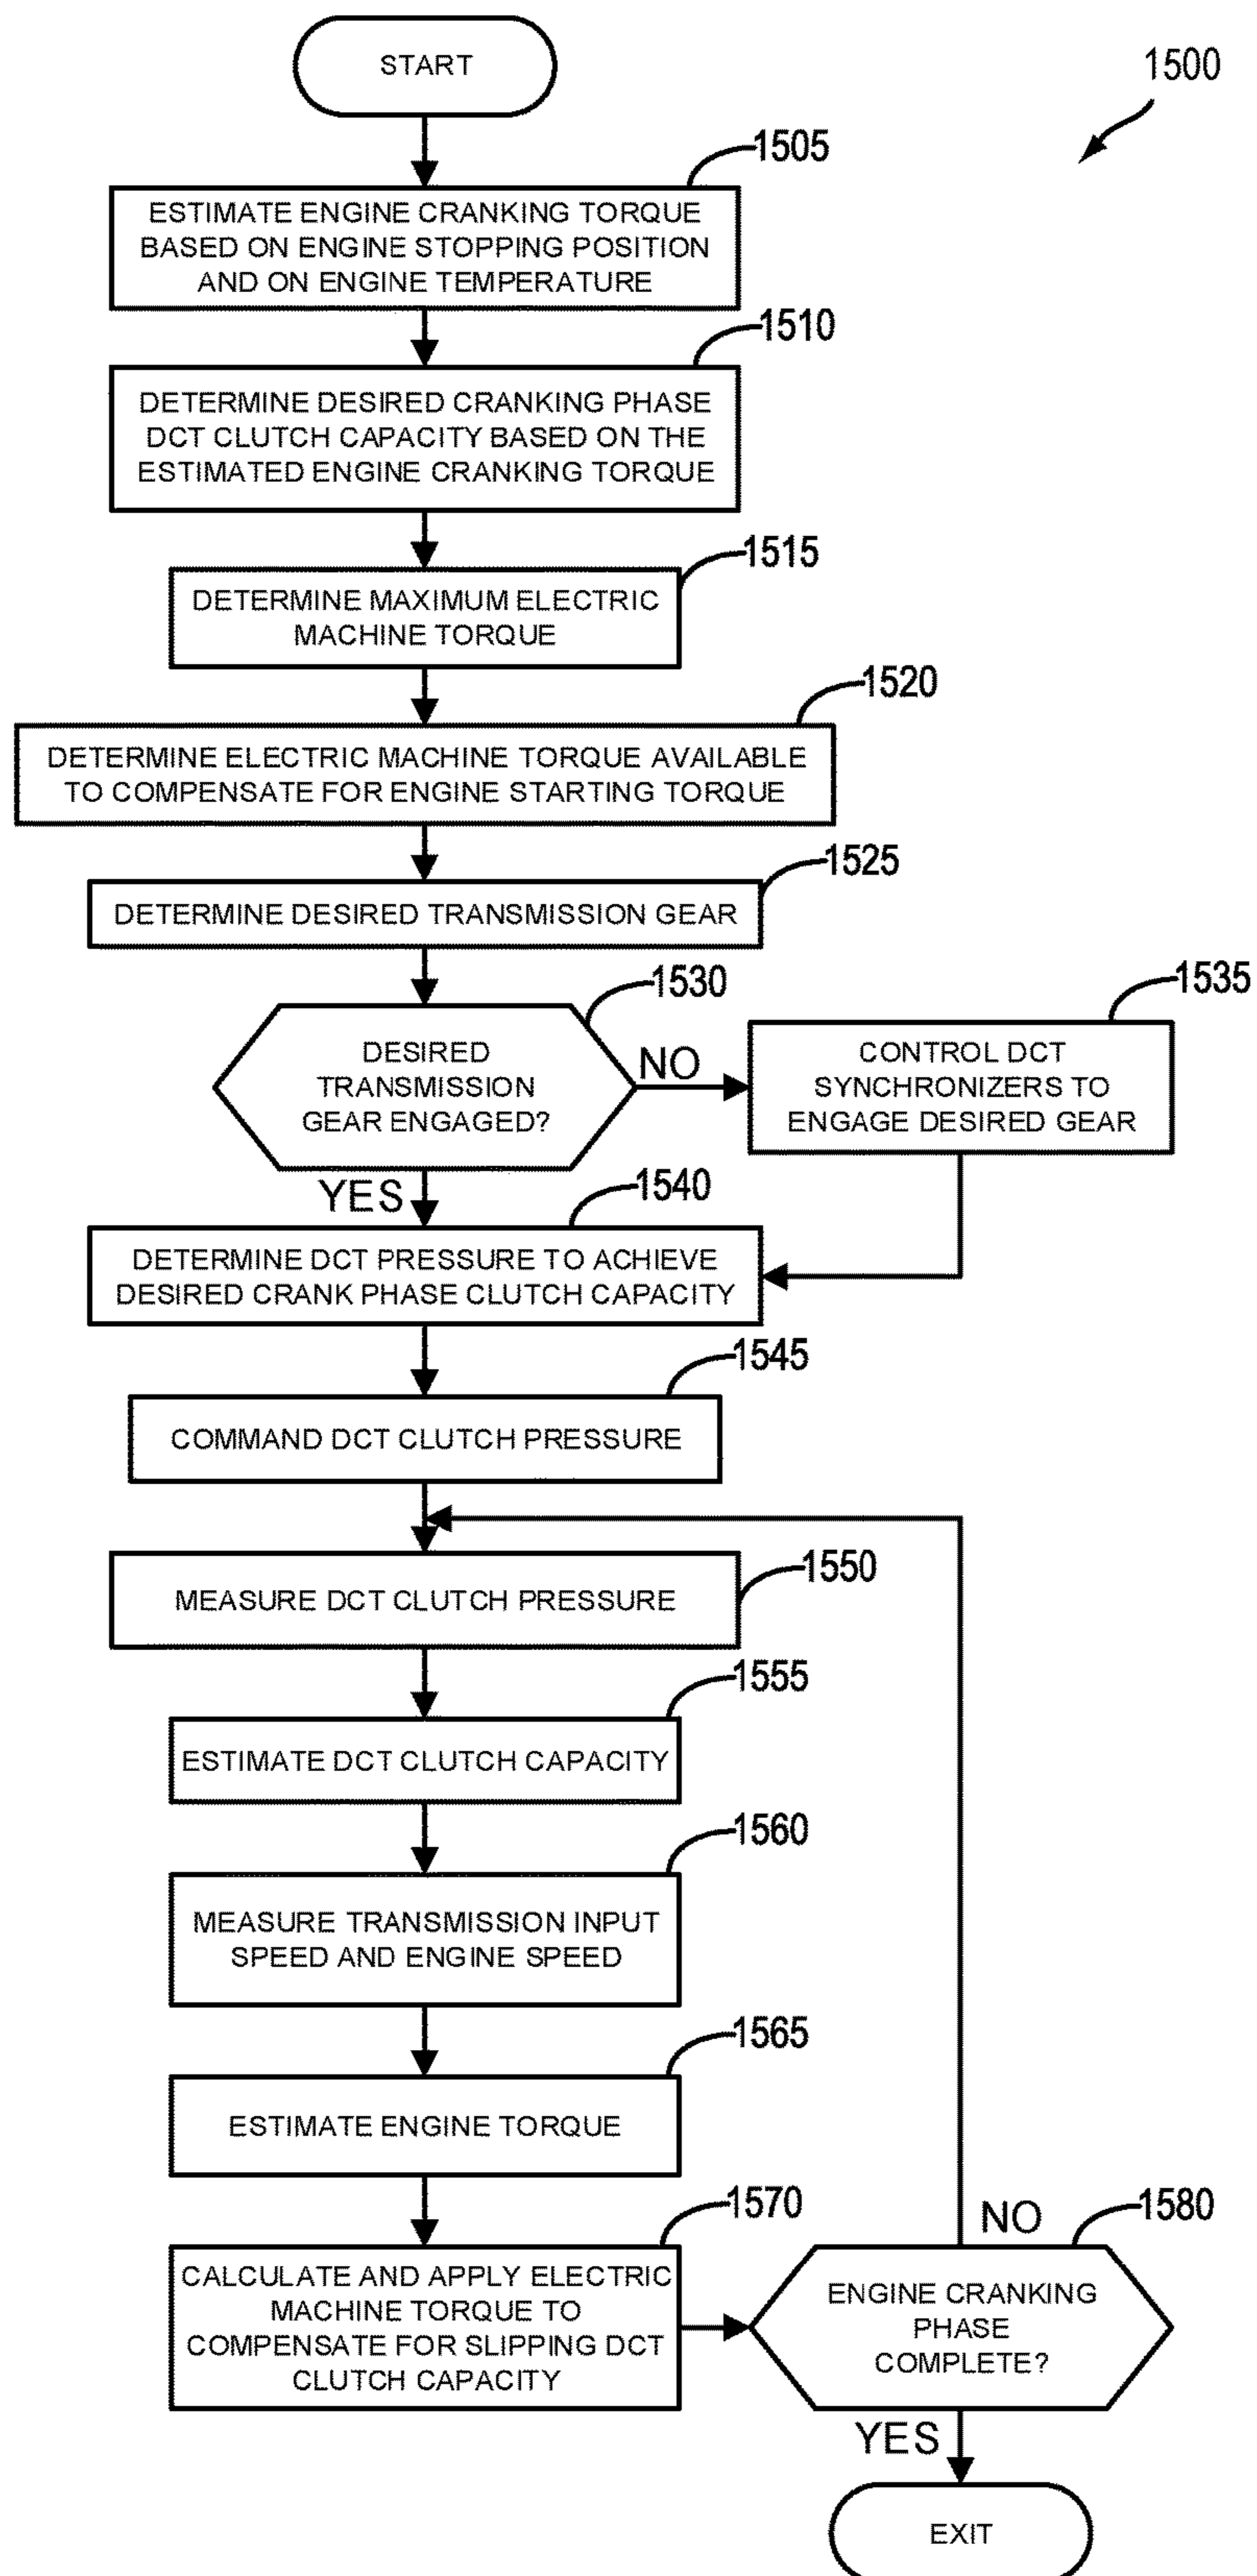 START
1500
1505
ESTIMATE ENGINE CRANKING TORQUE
BASED ON ENGINE STOPPING POSITION
AND ON ENGINE TEMPERATURE
1510
DETERMINE DESIRED CRANKING PHASE
DCT CLUTCH CAPACITY BASED ON THE
ESTIMATED ENGINE CRANKING TORQUE
1515
DETERMINE MAXIMUM ELECTRIC
MACHINE TORQUE
1520
DETERMINE ELECTRIC MACHINE TORQUE AVAILABLE
TO COMPENSATE FOR ENGINE STARTING TORQUE
1525
DETERMINE DESIRED TRANSMISSION GEAR
1530
DESIRED
TRANSMISSION
GEAR ENGAGED?
NO
1535
CONTROL DCT
SYNCHRONIZERS TO
ENGAGE DESIRED GEAR
YES
1540
DETERMINE DCT PRESSURE TO ACHIEVE
DESIRED CRANK PHASE CLUTCH CAPACITY
1545
COMMAND DCT CLUTCH PRESSURE
1550
MEASURE DCT CLUTCH PRESSURE
1555
ESTIMATE DCT CLUTCH CAPACITY
1560
MEASURE TRANSMISSION INPUT
SPEED AND ENGINE SPEED
1565
ESTIMATE ENGINE TORQUE
1570
CALCULATE AND APPLY ELECTRIC
MACHINE TORQUE TO
COMPENSATE FOR SLIPPING DCT
CLUTCH CAPACITY
NO
1580
ENGINE CRANKING
PHASE
COMPLETE?
YES
EXIT